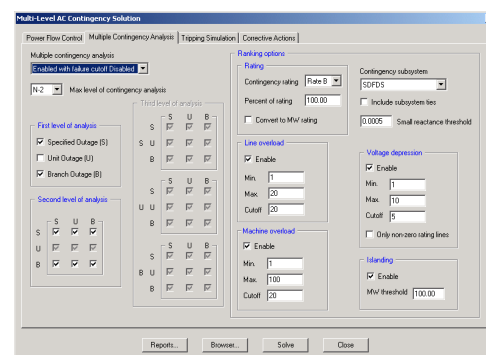 Multi-Level AC Contingency Solution
Power Flow Control
Multiple Contingency Analysis
Tripping Simulation
Corrective Actions
Multiple contingency analysis
Enabled with failure cutoff Disabled
N-2
Max level of contingency analysis
First level of analysis
Specified Outage (S)
Unit Outage (U)
Branch Outage (B)
Second level of analysis
S U B
S
U
B
Third level of analysis
S U B
S
S U
B
S U B
S
U U
B
S U B
S
B U
B
Ranking options
Rating
Contingency rating Rate B
Percent of rating 100.00
Convert to MW rating
Line overload
Enable
Min. 1
Max. 20
Cutoff 20
Machine overload
Enable
Min. 1
Max. 100
Cutoff 20
Contingency subsystem
SDFDS
Include subsystem ties
0.0005 Small reactance threshold
Voltage depression
Enable
Min. 1
Max 10
Cutoff 5
Only non-zero rating lines
Islanding
Enable
MW threshold 100.00
Reports... Browser... Solve Close